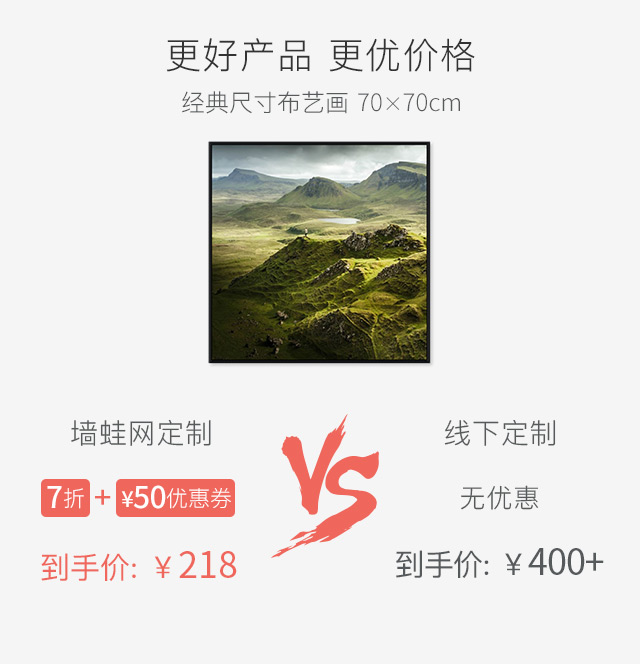 更好产品 更优价格
经典尺寸布艺画 70×70cm
墙蛙网定制
VS
线下定制
7折+¥50优惠券
无优惠
到手价: ¥218
到手价: ¥400+